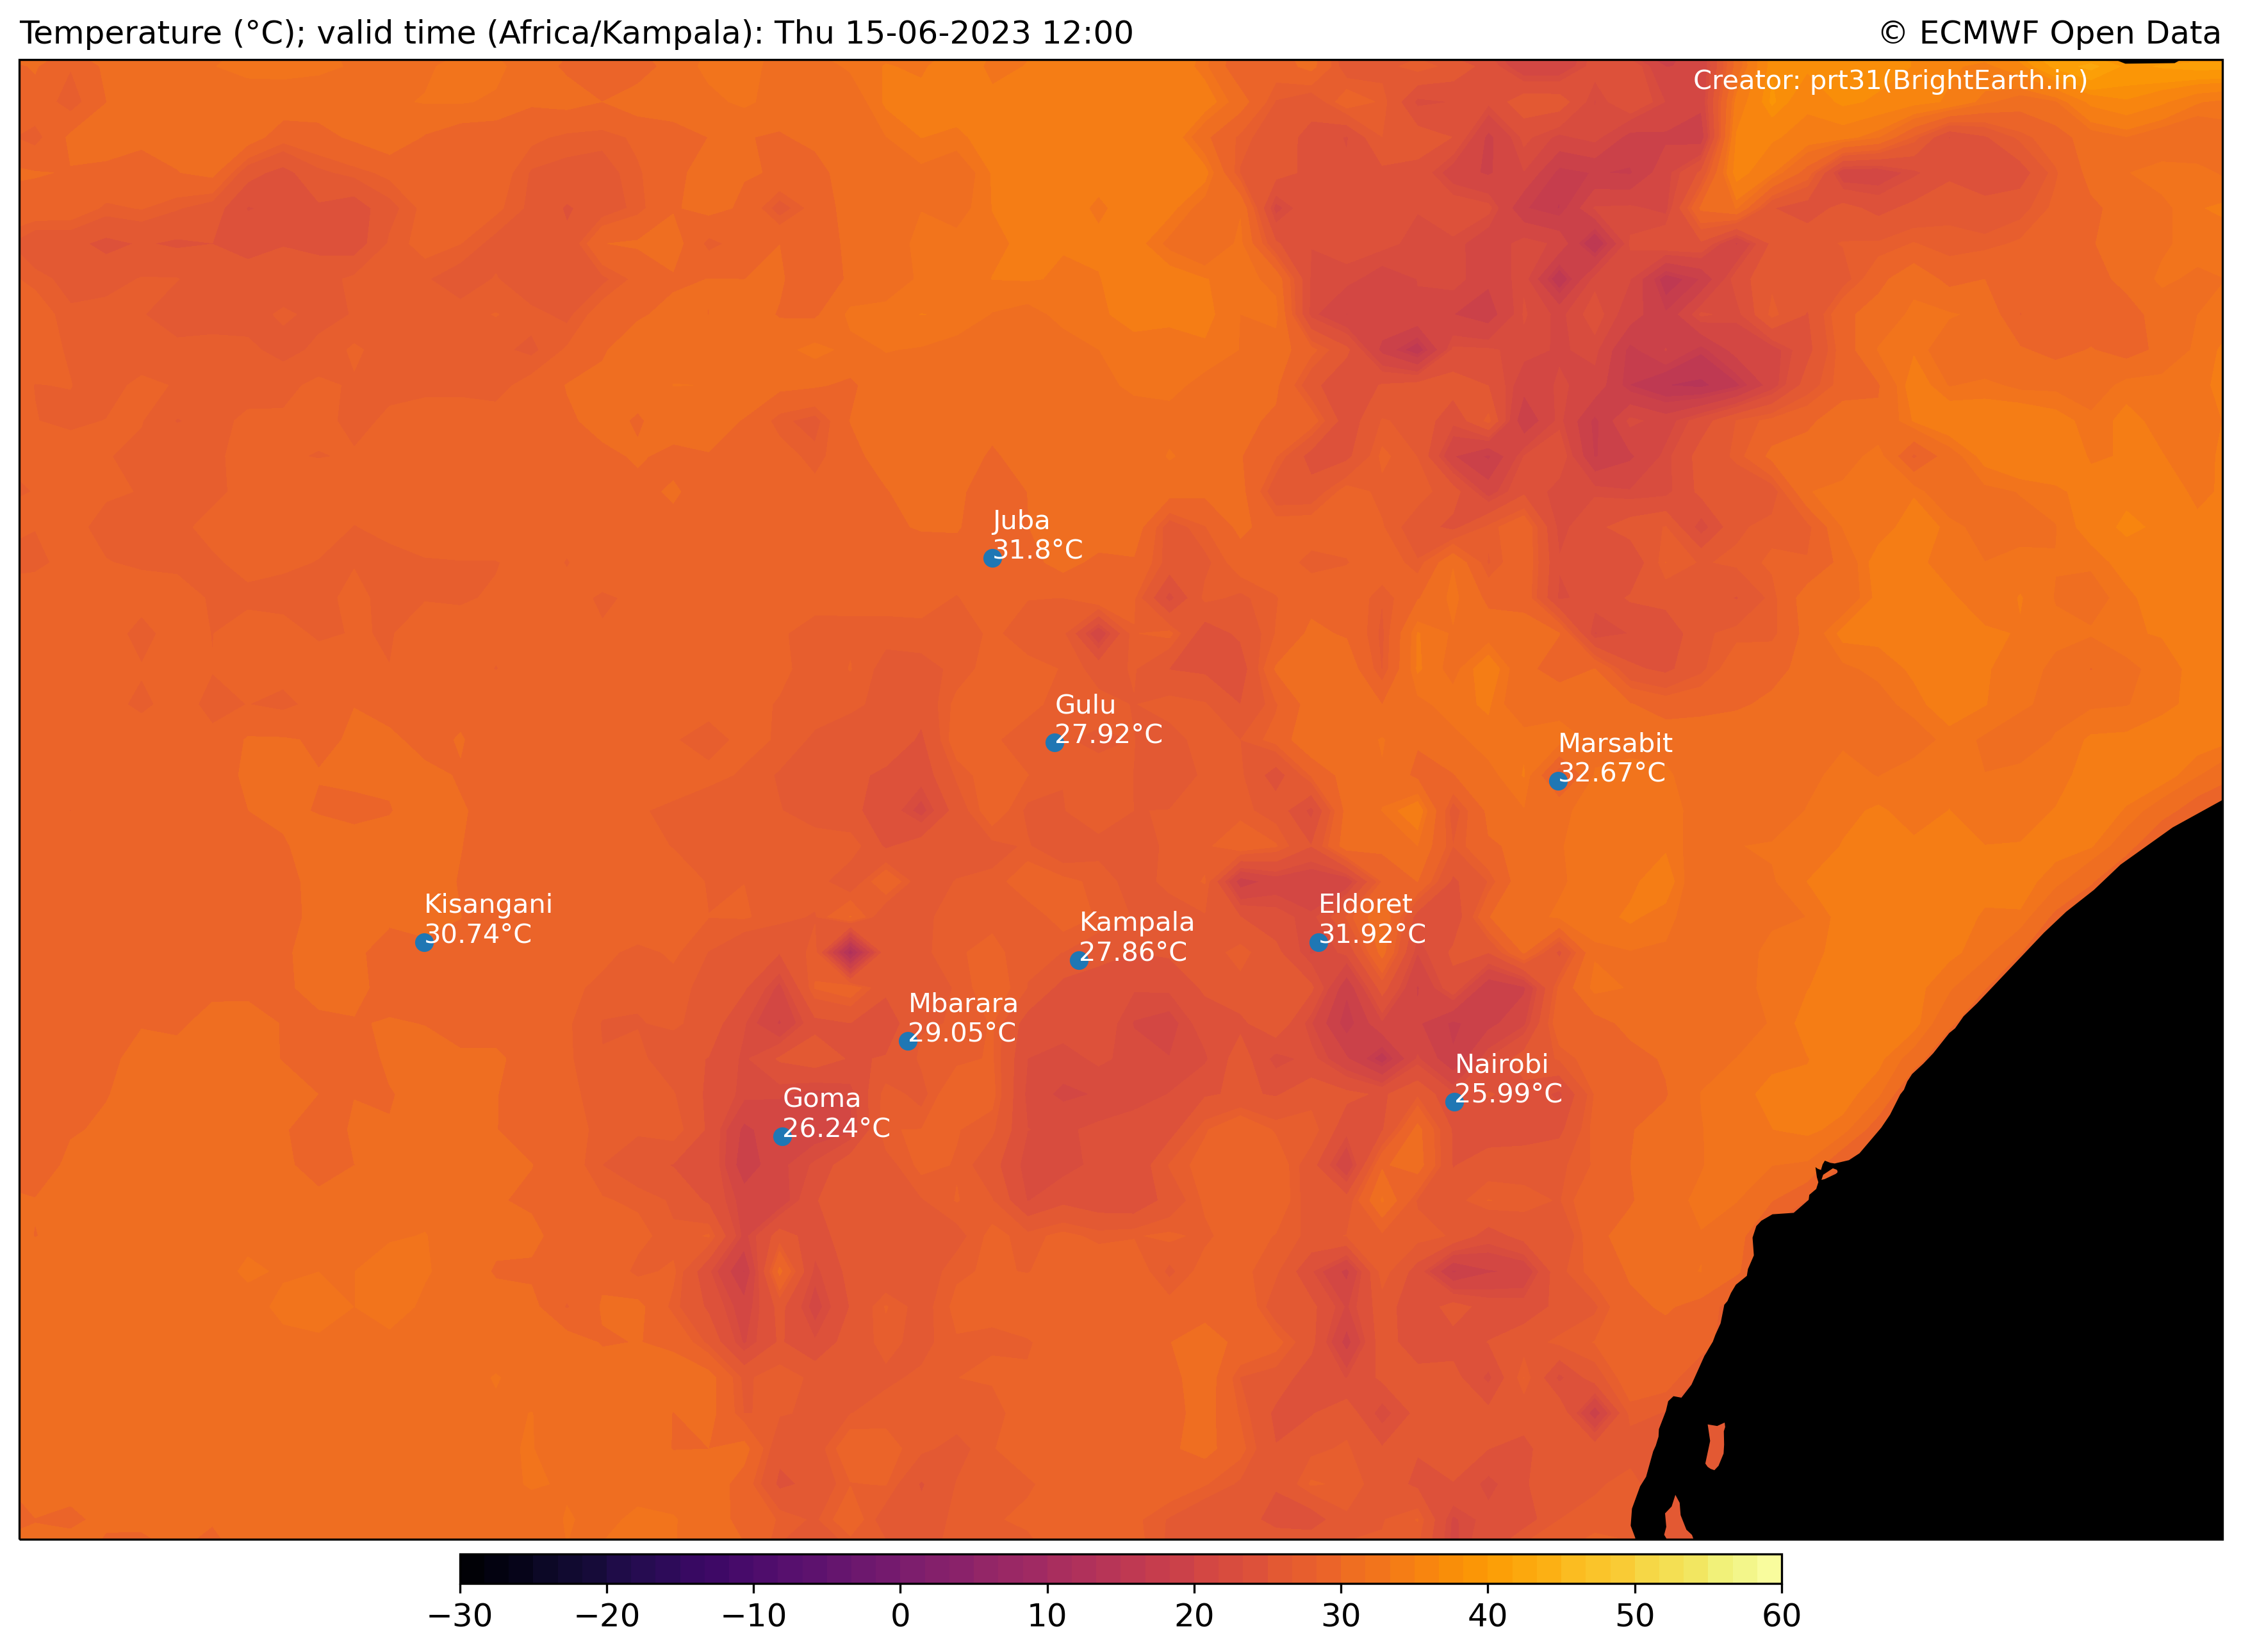 Temperature (°C); valid time (Africa/Kampala): Thu 15-06-2023 12:00
© ECMWF Open Data
Creator: prt31(BrightEarth.in)
Juba
31.8°C
Gulu
27.92°C
Marsabit
32.67°C
Kisangani
30.74°C
Kampala
27.86°C
Eldoret
31.92°C
Mbarara
29.05°C
Nairobi
25.99°C
Goma
26.24°C
−30 −20 −10 0 10 20 30 40 50 60